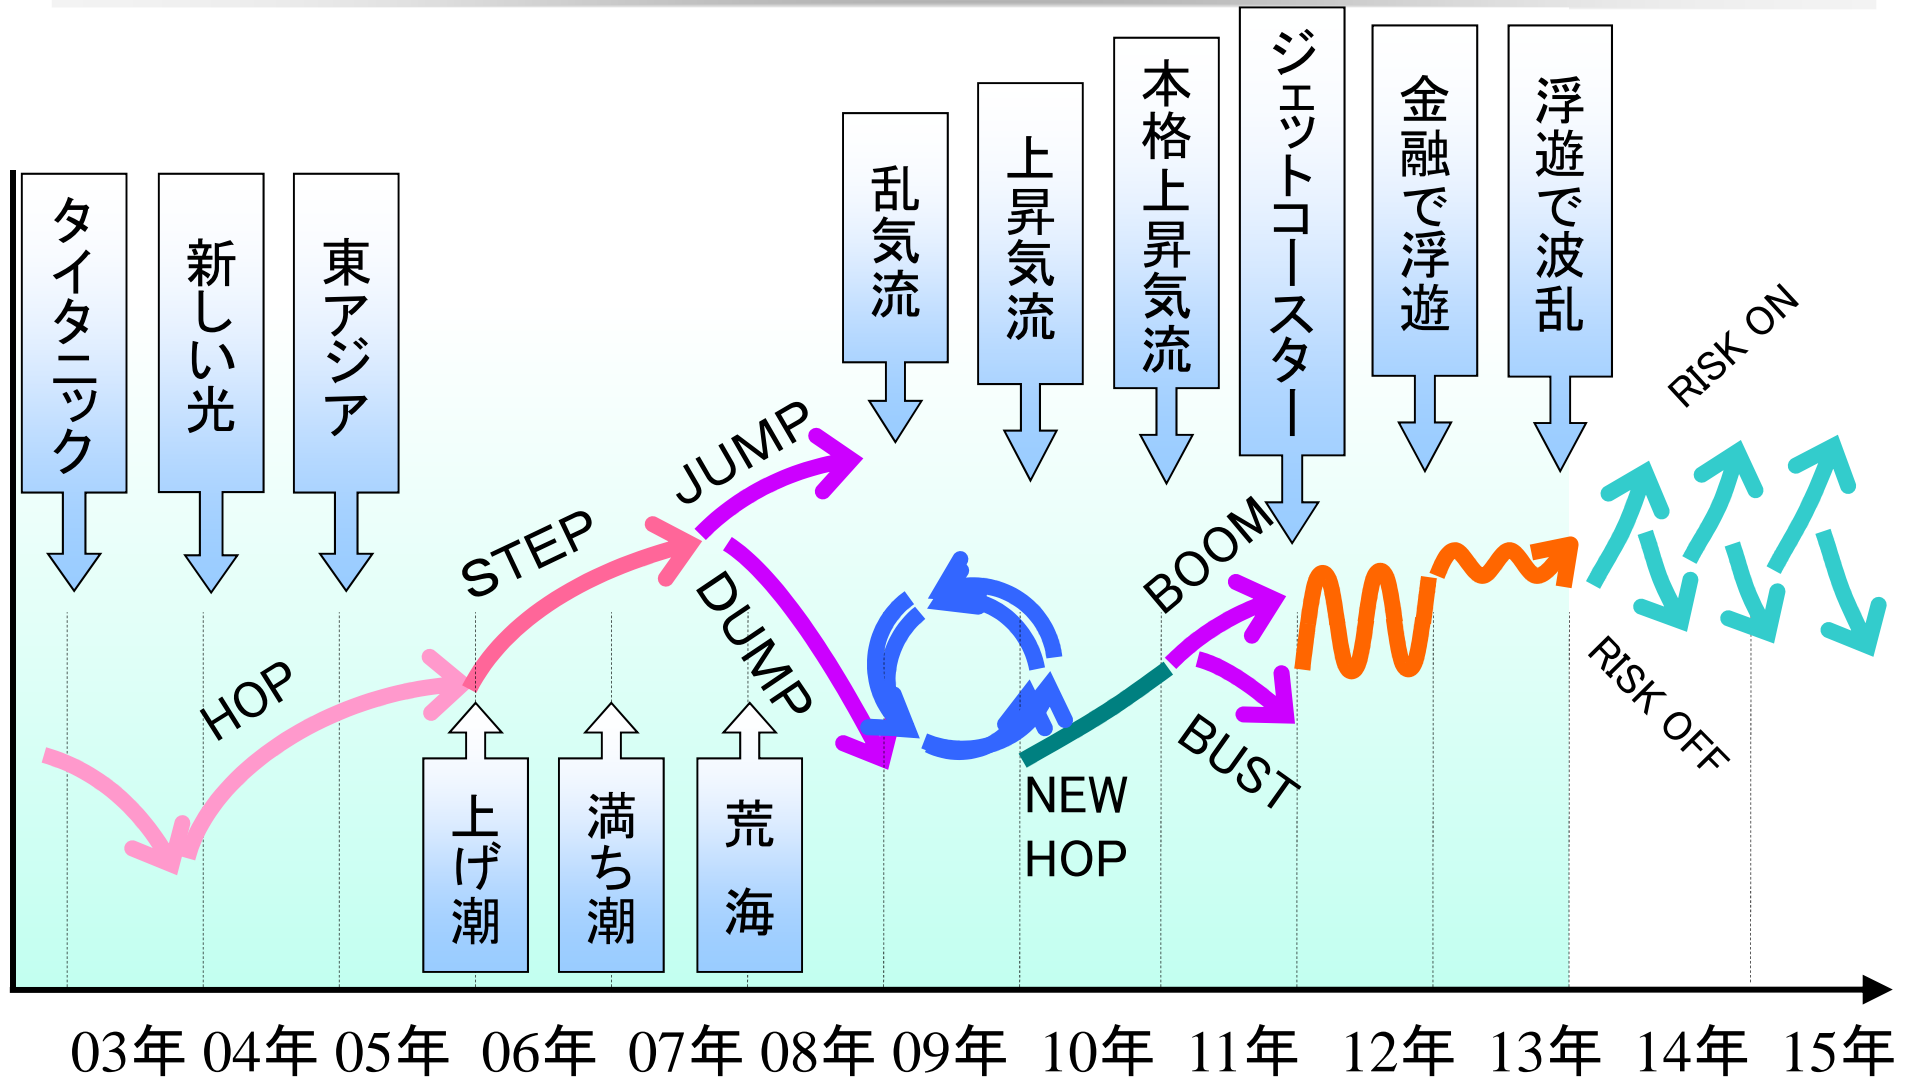 タイタニック
新しい光
東アジア
乱気流
上昇気流
本格上昇気流
ジェットコースター
金融で浮遊
浮遊で波乱
HOP
STEP
JUMP
DUMP
BOOM
BUST
NEW
HOP
RISK ON
RISK OFF
上げ潮
満ち潮
荒海
03年 04年 05年 06年 07年 08年 09年 10年 11年 12年 13年 14年 15年